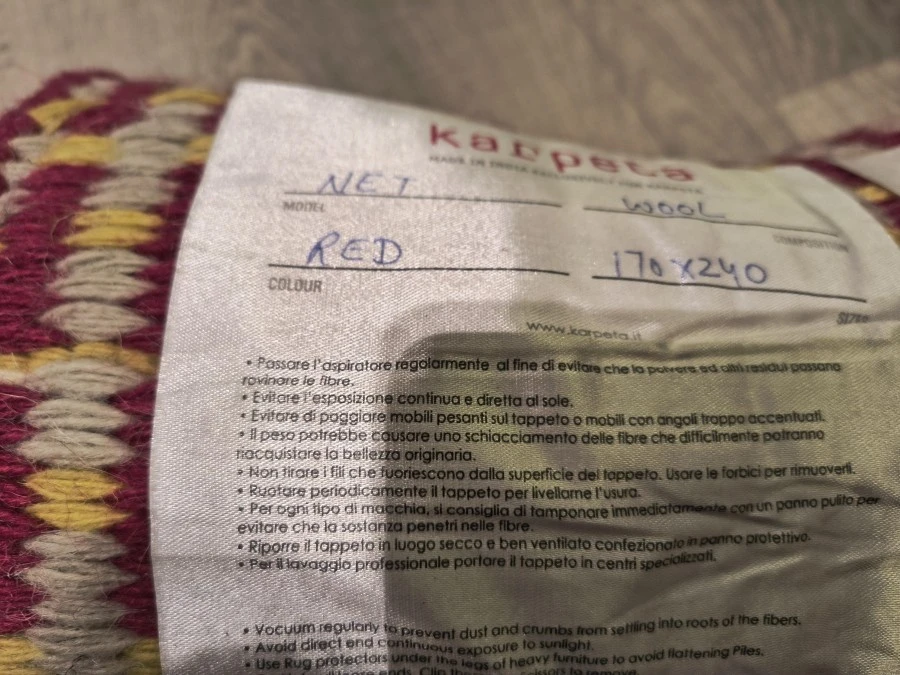 karpeta
MADE IN INDIA EXCLUSIVELY FOR KARPETA
NET
WOOL
MODEL
COMPOSITION
RED
170x240
COLOUR
SIZE
www.karpeta.it
• Passare l'aspiratore regolarmente al fine di evitare che la polvere ed altri residui possano
rovinare le fibre.
• Evitare l'esposizione continua e diretta al sole.
• Evitare di poggiare mobili pesanti sul tappeto o mobili con angoli troppo accentuati.
• Il peso potrebbe causare uno schiacciamento delle fibre che difficilmente potranno
riacquistare la bellezza originaria.
• Non tirare i fili che fuoriescono dalla superficie del tappeto. Usare le forbici per rimuoverli.
• Ruotare periodicamente il tappeto per livellarne l'usura.
• Per ogni tipo di macchia, si consiglia di tamponare immediatamente con un panno pulito per
evitare che la sostanza penetri nelle fibre.
• Riporre il tappeto in luogo secco e ben ventilato confezionato in panno protettivo.
• Per il lavaggio professionale portare il tappeto in centri specializzati.
• Vocuum regularly to prevent dust and crumbs from settling into roots of the fibers.
• Avoid direct end continuous exposure to sunlight.
• Use Rug protectors under the legs of heavy furniture to avoid flattening Piles.